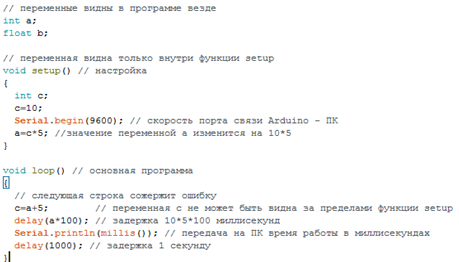 // переменные видны в программе везде
int a;
float b;
// переменная видна только внутри функции setup
void setup() // настройка
{
int c;
c=10;
Serial.begin(9600); // скорость порта связи Arduino – ПК
a=c*5; //значение переменной а изменится на 10*5
}
void loop() // основная программа
{
// следующая строка сожержит ошибку
c=a+5; // переменная с не может быть видна за пределами функции setup
delay(a*100); // задержка 10*5*100 миллисекунд
Serial.println(millis()); // передача на ПК время работы в миллисекундах
delay(1000); // задержка 1 секунду
}